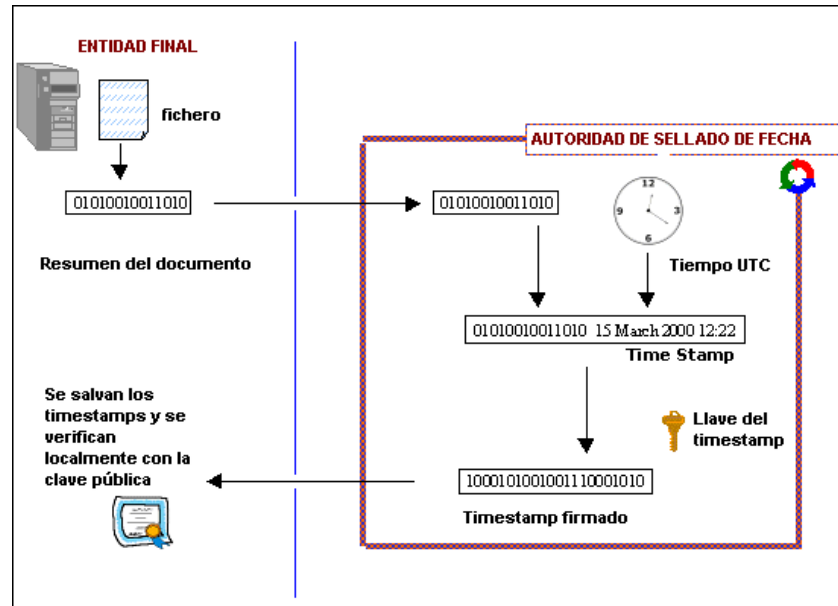 ENTIDAD FINAL
fichero
01010010011010
Resumen del documento
AUTORIDAD DE SELLADO DE FECHA
01010010011010
12
9
3
6
Tiempo UTC
01010010011010 15 March 2000 12:22
Time Stamp
Llave del
timestamp
1000101001001110001010
Timestamp firmado
Se salvan los
timestamps y se
verifican
localmente con la
clave pública